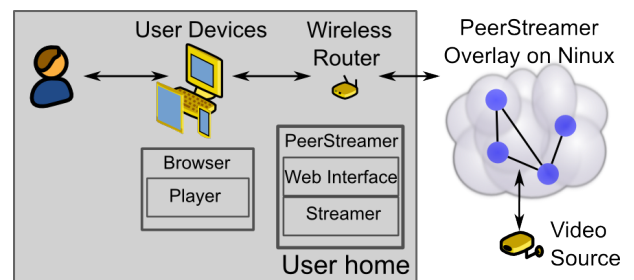 User Devices
Wireless
Router
PeerStreamer
Overlay on Ninux
Browser
Player
PeerStreamer
Web Interface
Streamer
User home
Video
Source